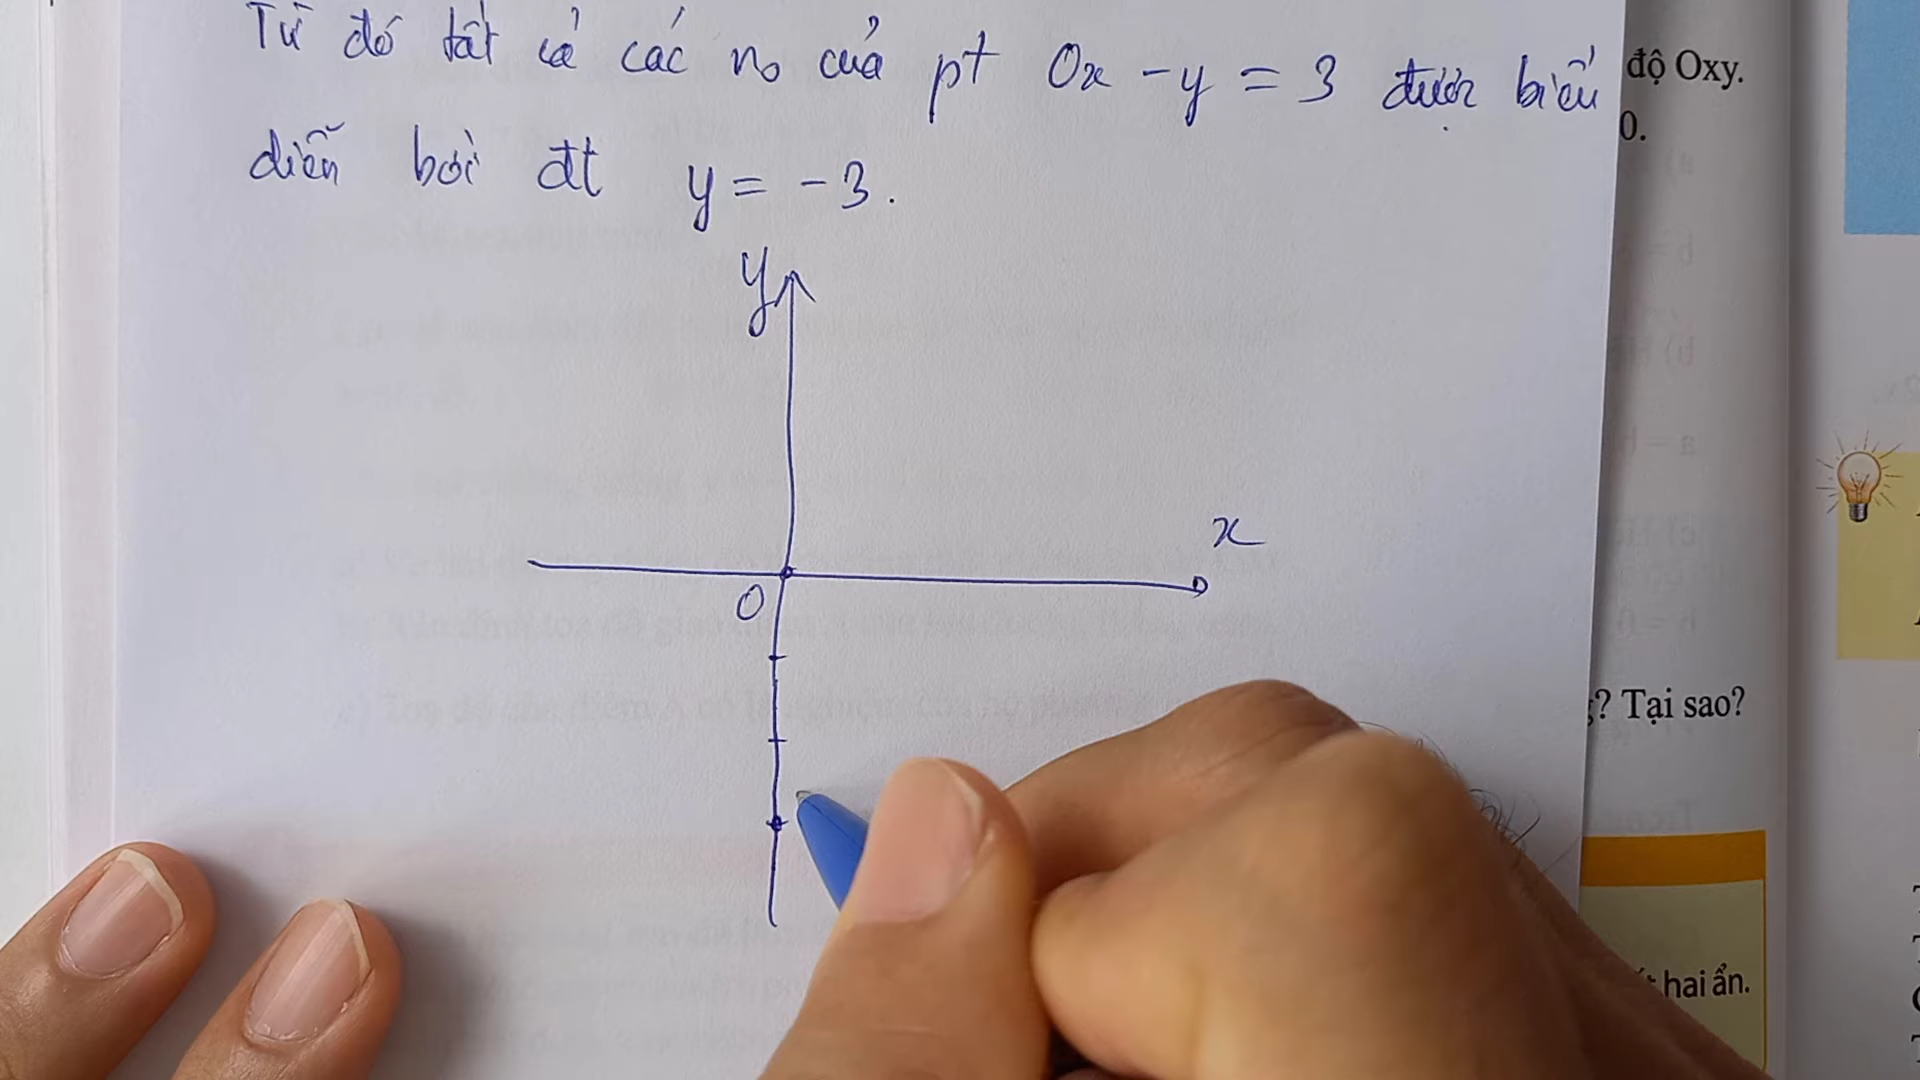 Từ đó tất cả các no của pt 0x - y = 3 được biểu
diễn bởi đt y = -3.
y
x
O
độ Oxy.
0.
? Tại sao?
hai ẩn.